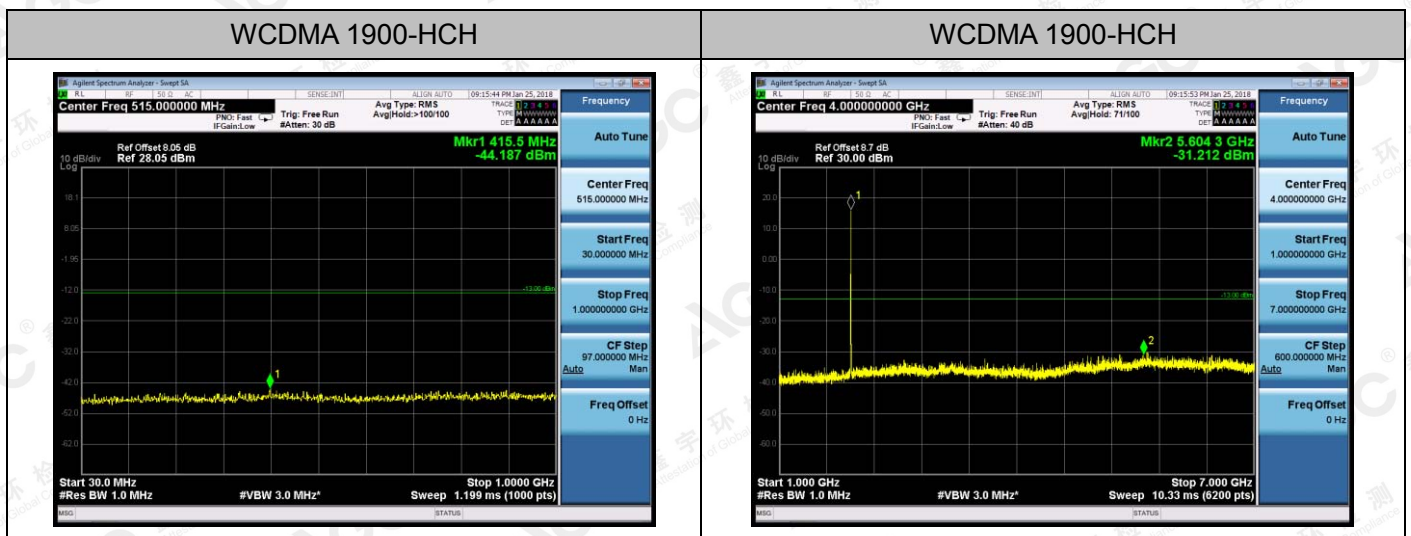 WCDMA 1900-HCH
Agilent Spectrum Analyzer - Swept SA
RL RF 50 Ω AC SENSE:INT ALIGN AUTO 09:15:44 PM Jan 25, 2018
Center Freq 515.000000 MHz
PNO: Fast
IFGain:Low
Trig: Free Run
#Atten: 30 dB
Avg Type: RMS
Avg|Hold:>100/100
TRACE 1 2 3 4 5 6
TYPE M WWWWW
DET A A A A A A
Frequency
Auto Tune
Mkr1 415.5 MHz
-44.187 dBm
Ref Offset 8.05 dB
10 dB/div Ref 28.05 dBm
Log
18.1
8.05
-1.95
-12.0
-13.00 dBm
-22.0
-32.0
-42.0
-52.0
-62.0
1
Center Freq
515.000000 MHz
Start Freq
30.000000 MHz
Stop Freq
1.000000000 GHz
CF Step
97.000000 MHz
Auto Man
Freq Offset
0 Hz
Start 30.0 MHz Stop 1.0000 GHz
#Res BW 1.0 MHz #VBW 3.0 MHz* Sweep 1.199 ms (1000 pts)
MSG STATUS
WCDMA 1900-HCH
Agilent Spectrum Analyzer - Swept SA
RL RF 50 Ω AC SENSE:INT ALIGN AUTO 09:15:53 PM Jan 25, 2018
Center Freq 4.000000000 GHz
PNO: Fast
IFGain:Low
Trig: Free Run
#Atten: 40 dB
Avg Type: RMS
Avg|Hold: 71/100
TRACE 1 2 3 4 5 6
TYPE M WWWWW
DET A A A A A A
Frequency
Auto Tune
Mkr2 5.604 3 GHz
-31.212 dBm
Ref Offset 8.7 dB
10 dB/div Ref 30.00 dBm
Log
20.0
10.0
0.00
-10.0
-13.00 dBm
-20.0
-30.0
-40.0
-50.0
-60.0
1
2
Center Freq
4.000000000 GHz
Start Freq
1.000000000 GHz
Stop Freq
7.000000000 GHz
CF Step
600.000000 MHz
Auto Man
Freq Offset
0 Hz
Start 1.000 GHz Stop 7.000 GHz
#Res BW 1.0 MHz #VBW 3.0 MHz* Sweep 10.33 ms (6200 pts)
MSG STATUS